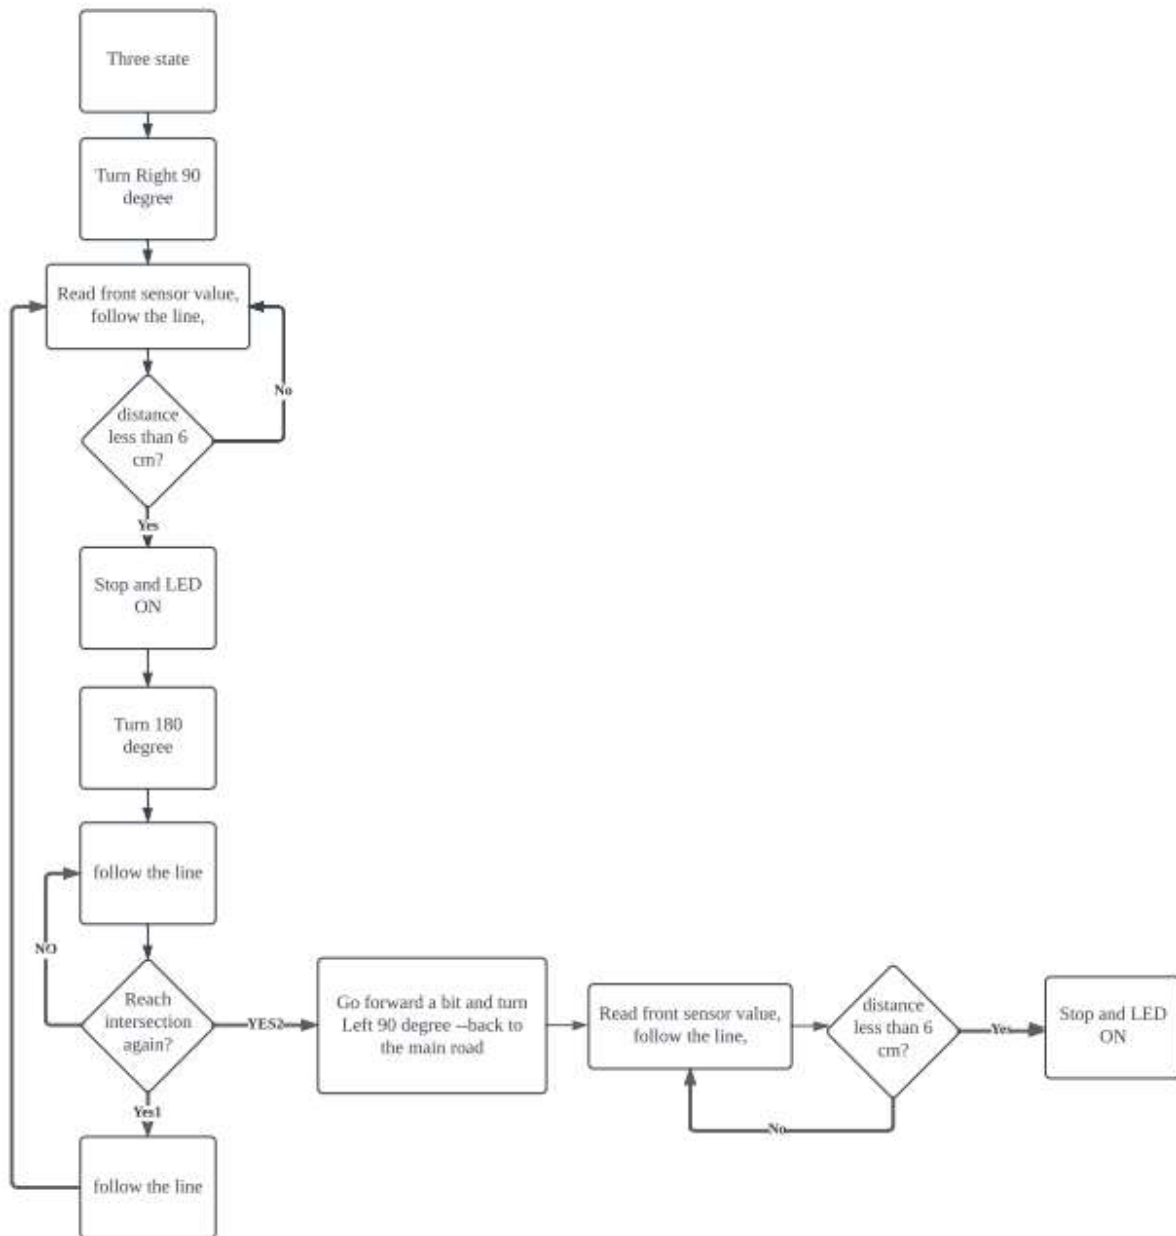 Three state
Turn Right 90
degree
Read front sensor value,
follow the line,
No
distance
less than 6
cm?
Yes
Stop and LED
ON
Turn 180
degree
follow the line
NO
Reach
intersection
again?
YES2
Go forward a bit and turn
Left 90 degree --back to
the main road
Read front sensor value,
follow the line,
distance
less than 6
cm?
Yes
Stop and LED
ON
No
Yes1
follow the line